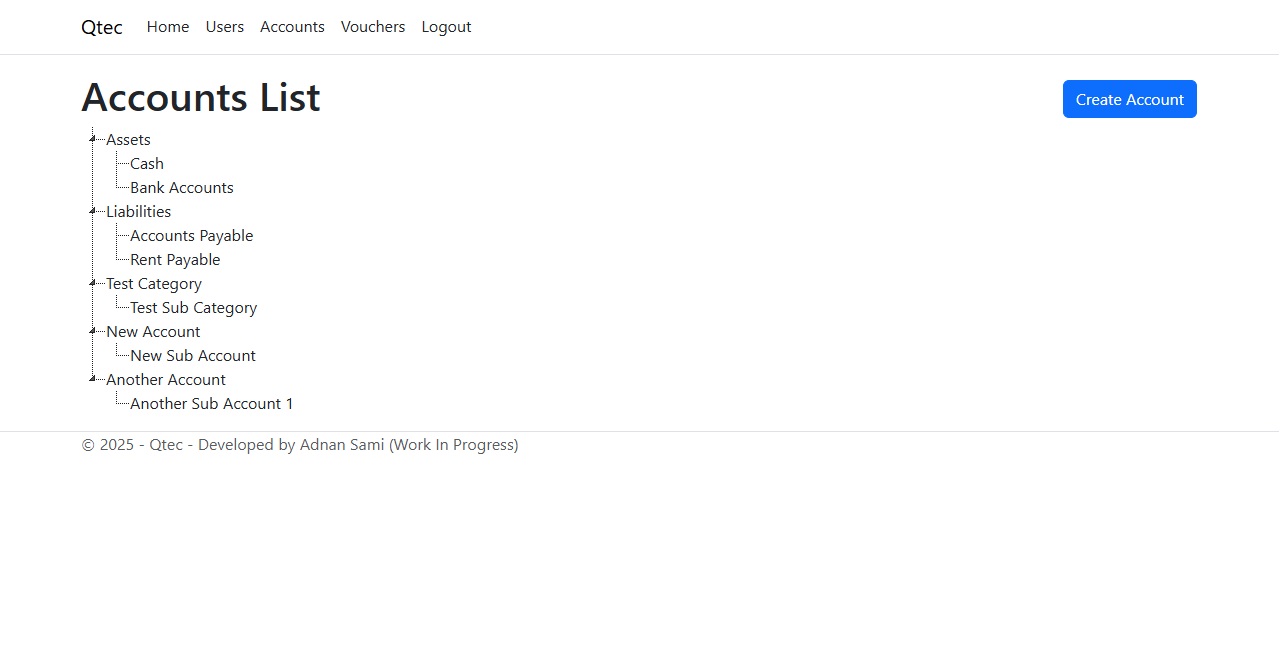 Qtec Home Users Accounts Vouchers Logout
Accounts List Create Account
Assets
Cash
Bank Accounts
Liabilities
Accounts Payable
Rent Payable
Test Category
Test Sub Category
New Account
New Sub Account
Another Account
Another Sub Account 1
© 2025 - Qtec - Developed by Adnan Sami (Work In Progress)